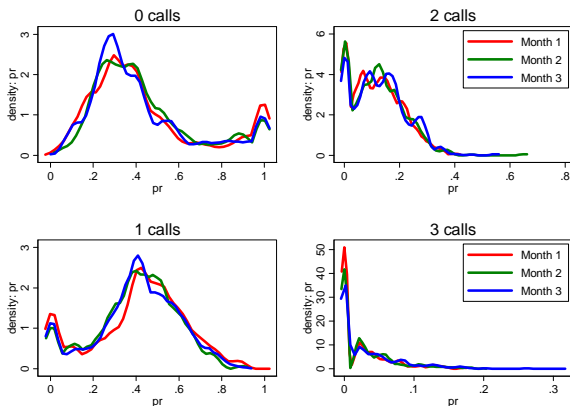 0 calls
density: pr
3
2
1
0
0 .2 .4 .6 .8 1
pr
2 calls
density: pr
6
4
2
0
0 .2 .4 .6 .8
pr
Month 1
Month 2
Month 3
1 calls
density: pr
3
2
1
0
0 .2 .4 .6 .8 1
pr
3 calls
density: pr
50
40
30
20
10
0
0 .1 .2 .3
pr
Month 1
Month 2
Month 3